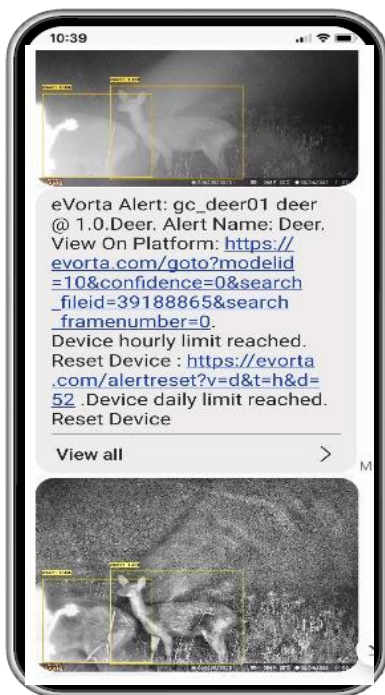 10:39
eVorta Alert: gc_deer01 deer
@ 1.0.Deer. Alert Name: Deer.
View On Platform: https://
evorta.com/goto?modelid
=10&confidence=0&search
_fileid=39188865&search
_framenumber=0.
Device hourly limit reached.
Reset Device : https://evorta
.com/alertreset?v=d&t=h&d=
52 .Device daily limit reached.
Reset Device
View all
M